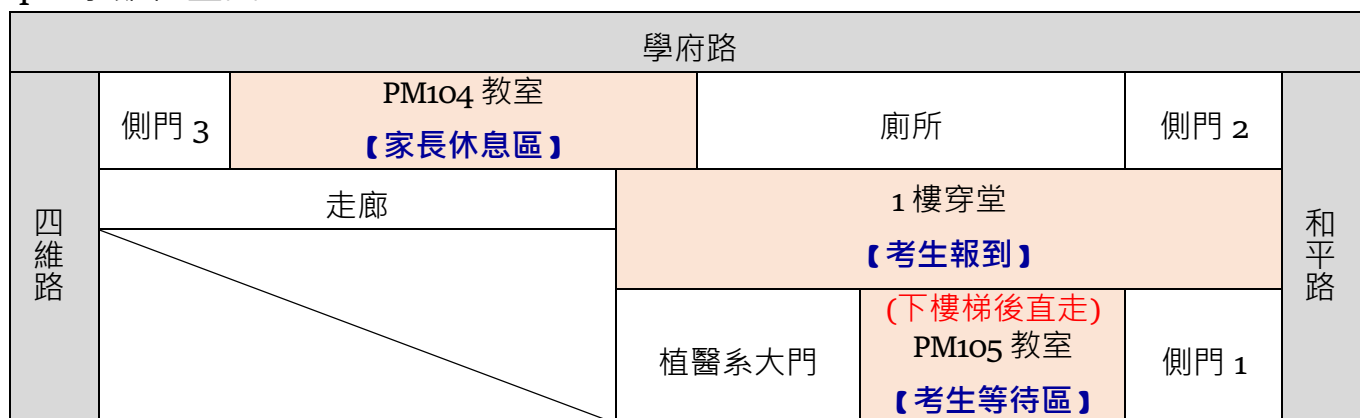 學府路
四維路
側門 3
PM104 教室
【家長休息區】
廁所
側門 2
和平路
走廊
1 樓穿堂
【考生報到】
植醫系大門
(下樓梯後直走)
PM105 教室
【考生等待區】
側門 1